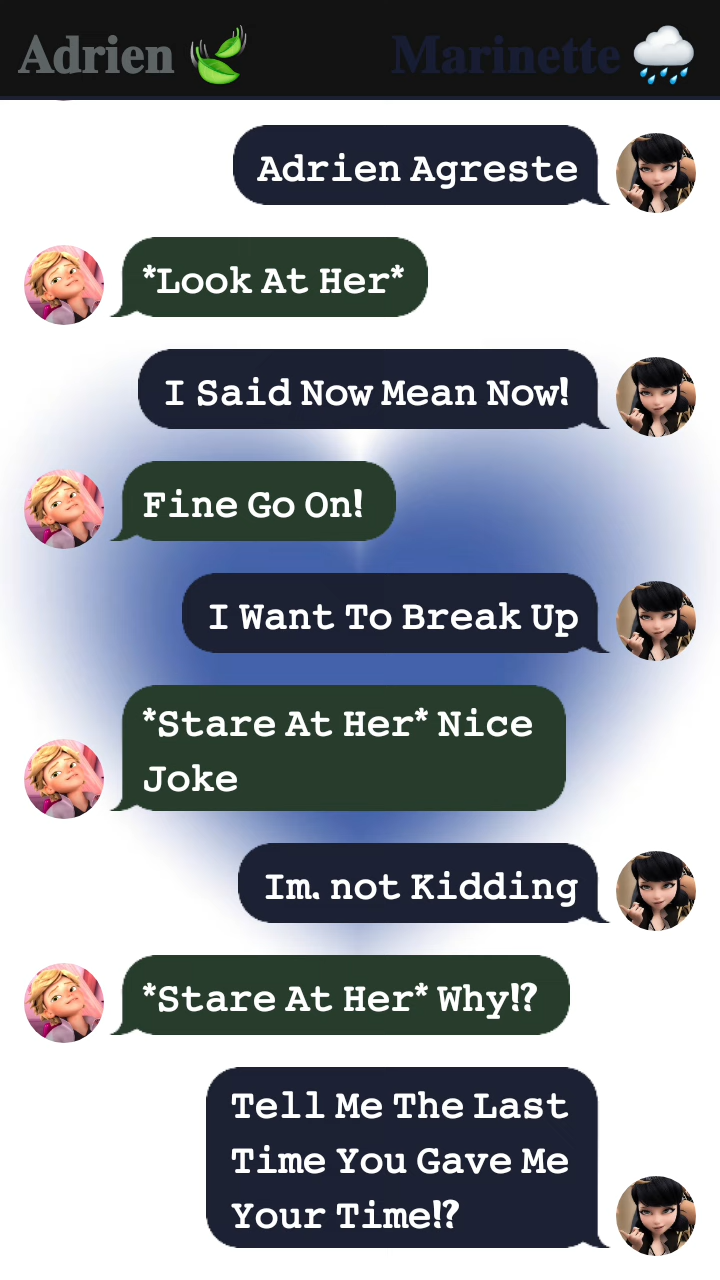 Adrien 🍃 Marinette 🌧️
Adrien Agreste
*Look At Her*
I Said Now Mean Now!
Fine Go On!
I Want To Break Up
*Stare At Her* Nice
Joke
Im. not Kidding
*Stare At Her* Why!?
Tell Me The Last
Time You Gave Me
Your Time!?